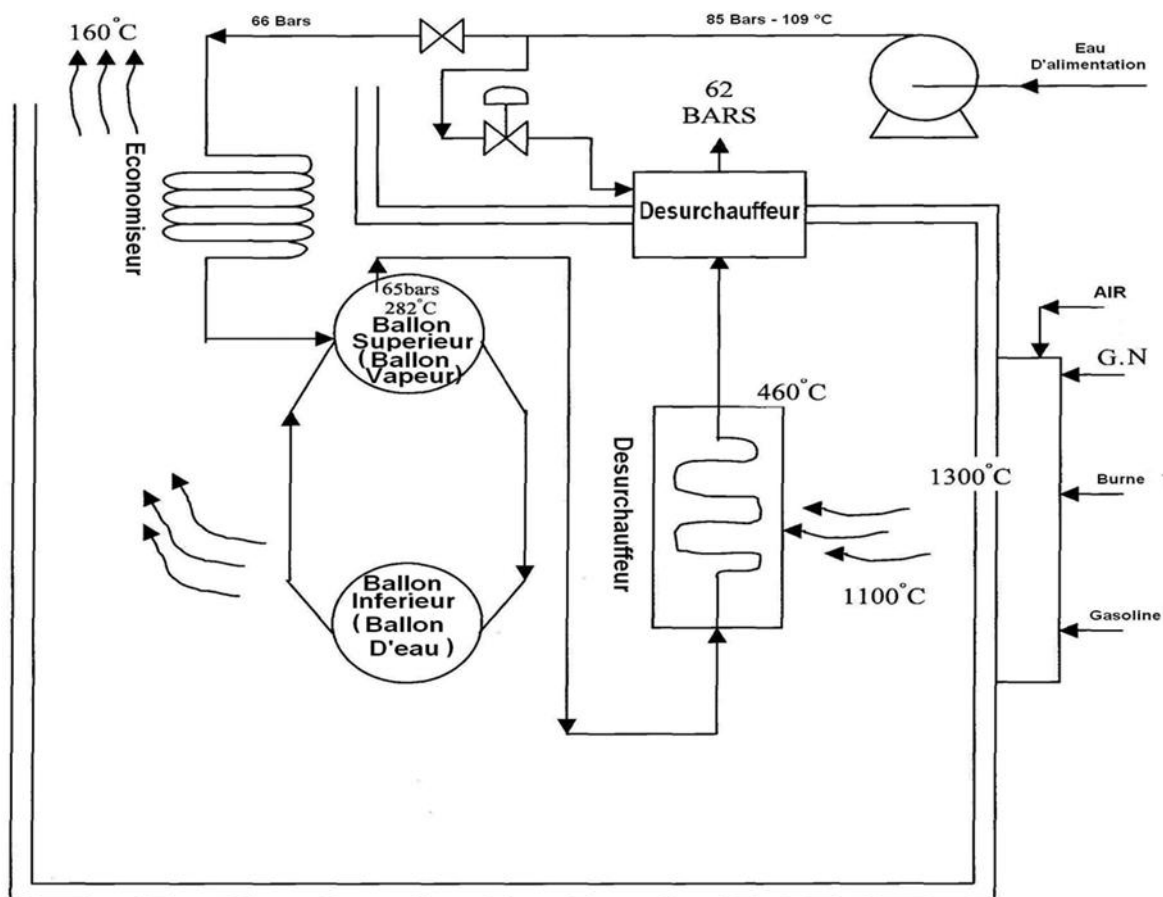 66 Bars
85 Bars - 109 °C
160°C
Eau
D'alimentation
62
BARS
Economiseur
Desurchauffeur
65bars
282°C
Ballon
Superieur
(Ballon
Vapeur)
AIR
G.N
460°C
Desurchauffeur
1300°C
Burne
1100°C
Ballon
Inferieur
(Ballon
D'eau )
Gasoline